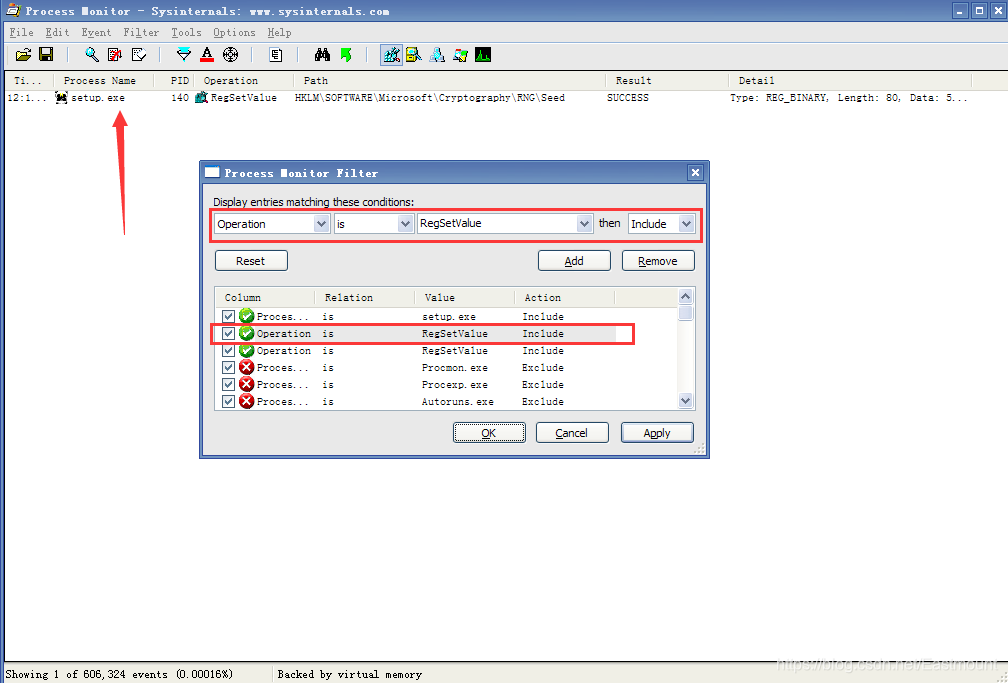 Process Monitor - Sysinternals: www.sysinternals.com
File Edit Event Filter Tools Options Help
Ti... Process Name PID Operation Path Result Detail
12:1... setup.exe 140 RegSetValue HKLM\SOFTWARE\Microsoft\Cryptography\RNG\Seed SUCCESS Type: REG_BINARY, Length: 80, Data: 5...
Process Monitor Filter
Display entries matching these conditions:
Operation is RegSetValue then Include
Reset Add Remove
Column Relation Value Action
Proces... is setup.exe Include
Operation is RegSetValue Include
Operation is RegSetValue Include
Proces... is Procmon.exe Exclude
Proces... is Procexp.exe Exclude
Proces... is Autoruns.exe Exclude
OK Cancel Apply
https://blog.csdn.net/Eastmount
Showing 1 of 606,324 events (0.00016%) Backed by virtual memory